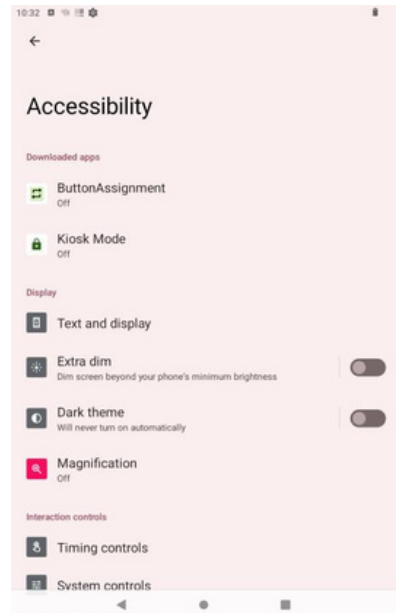 10:32
Accessibility
Downloaded apps
ButtonAssignment
Off
Kiosk Mode
Off
Display
Text and display
Extra dim
Dim screen beyond your phone's minimum brightness
Dark theme
Will never turn on automatically
Magnification
Off
Interaction controls
Timing controls
System controls